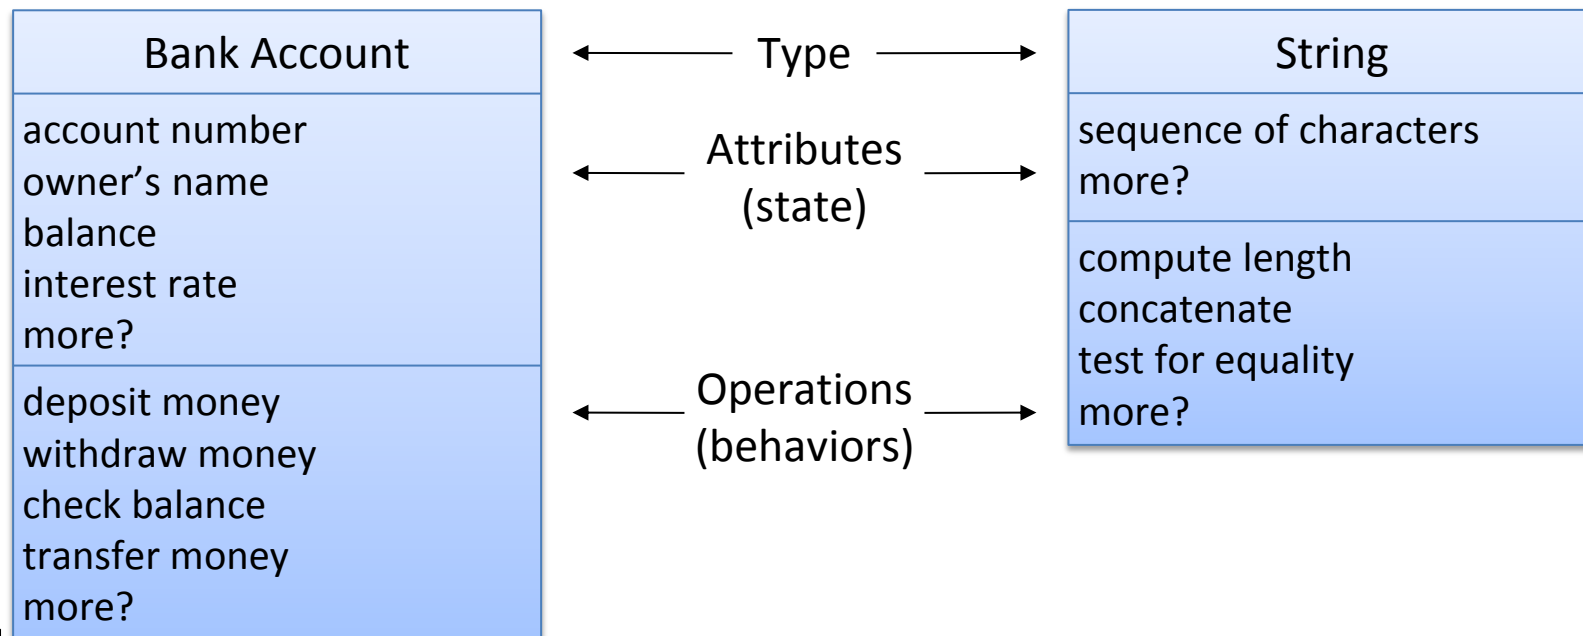 Bank Account
account number
owner’s name
balance
interest rate
more?
deposit money
withdraw money
check balance
transfer money
more?
Type
Attributes
(state)
Operations
(behaviors)
String
sequence of characters
more?
compute length
concatenate
test for equality
more?